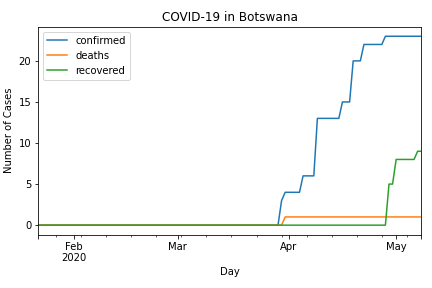 COVID-19 in Botswana
confirmed
deaths
recovered
Number of Cases
20
15
10
5
0
Feb
2020
Mar
Apr
May
Day